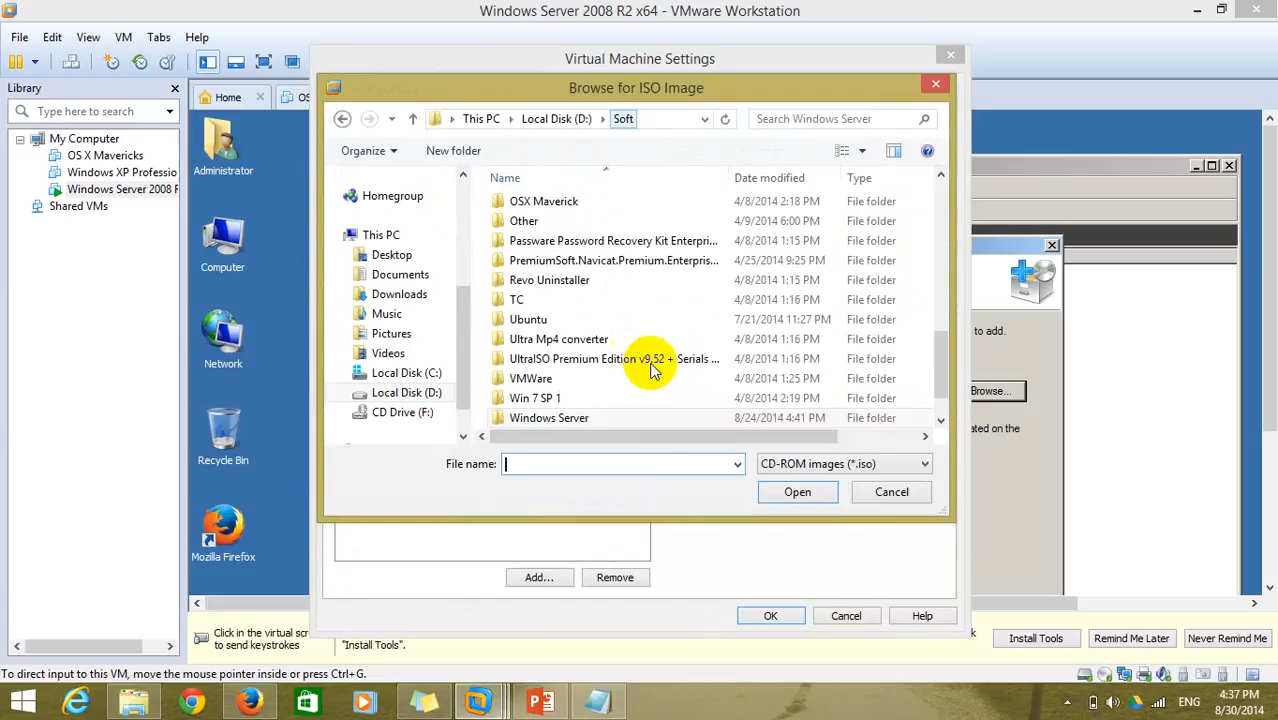 Windows Server 2008 R2 x64 - VMware Workstation
File Edit View VM Tabs Help
Library
Type here to search
My Computer
OS X Mavericks
Windows XP Professio
Windows Server 2008 F
Shared VMs
Home
OS
Administrator
Computer
Network
Recycle Bin
Mozilla Firefox
Virtual Machine Settings
Browse for ISO Image
This PC Local Disk (D:) Soft
Search Windows Server
Organize New folder
Homegroup
This PC
Desktop
Documents
Downloads
Music
Pictures
Videos
Local Disk (C:)
Local Disk (D:)
CD Drive (F:)
Name Date modified Type
OSX Maverick 4/8/2014 2:18 PM File folder
Other 4/9/2014 6:00 PM File folder
Passware Password Recovery Kit Enterpri... 4/8/2014 1:15 PM File folder
PremiumSoft.Navicat.Premium.Enterpris... 4/25/2014 9:25 PM File folder
Revo Uninstaller 4/8/2014 1:15 PM File folder
TC 4/8/2014 1:16 PM File folder
Ubuntu 7/21/2014 11:27 PM File folder
Ultra Mp4 converter 4/8/2014 1:16 PM File folder
UltraISO Premium Edition v9.52 + Serials ... 4/8/2014 1:16 PM File folder
VMWare 4/8/2014 1:25 PM File folder
Win 7 SP 1 4/8/2014 2:19 PM File folder
Windows Server 8/24/2014 4:41 PM File folder
File name:
CD-ROM images (*.iso)
Open Cancel
to add.
Browse...
cated on the
Add... Remove
OK Cancel Help
Click in the virtual scr
to send keystrokes
"Install Tools".
k
Install Tools Remind Me Later Never Remind Me
To direct input to this VM, move the mouse pointer inside or press Ctrl+G.
ENG
4:37 PM
8/30/2014